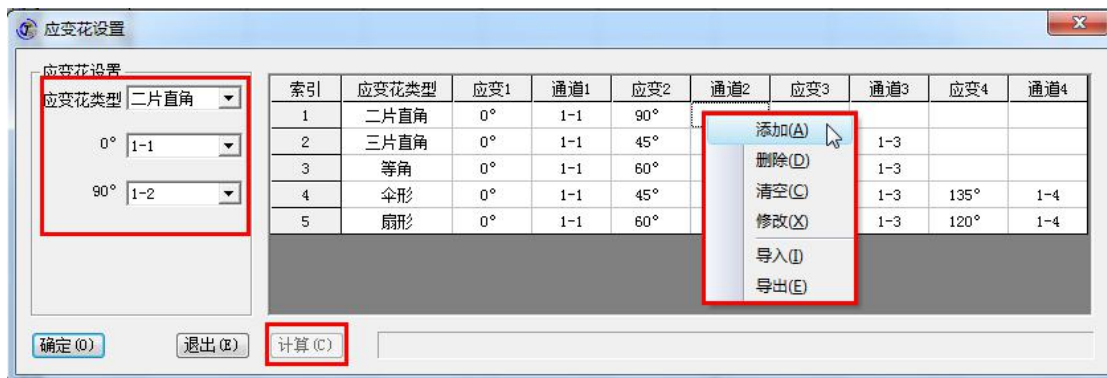 应变花设置
应变花设置
应变花类型 二片直角
0° 1-1
90° 1-2
索引 应变花类型 应变1 通道1 应变2 通道2 应变3 通道3 应变4 通道4
1 二片直角 0° 1-1 90°
2 三片直角 0° 1-1 45° 1-3
3 等角 0° 1-1 60° 1-3
4 伞形 0° 1-1 45° 1-3 135° 1-4
5 扇形 0° 1-1 60° 1-3 120° 1-4
添加(A)
删除(D)
清空(C)
修改(X)
导入(I)
导出(E)
确定(O) 退出(E) 计算(C)